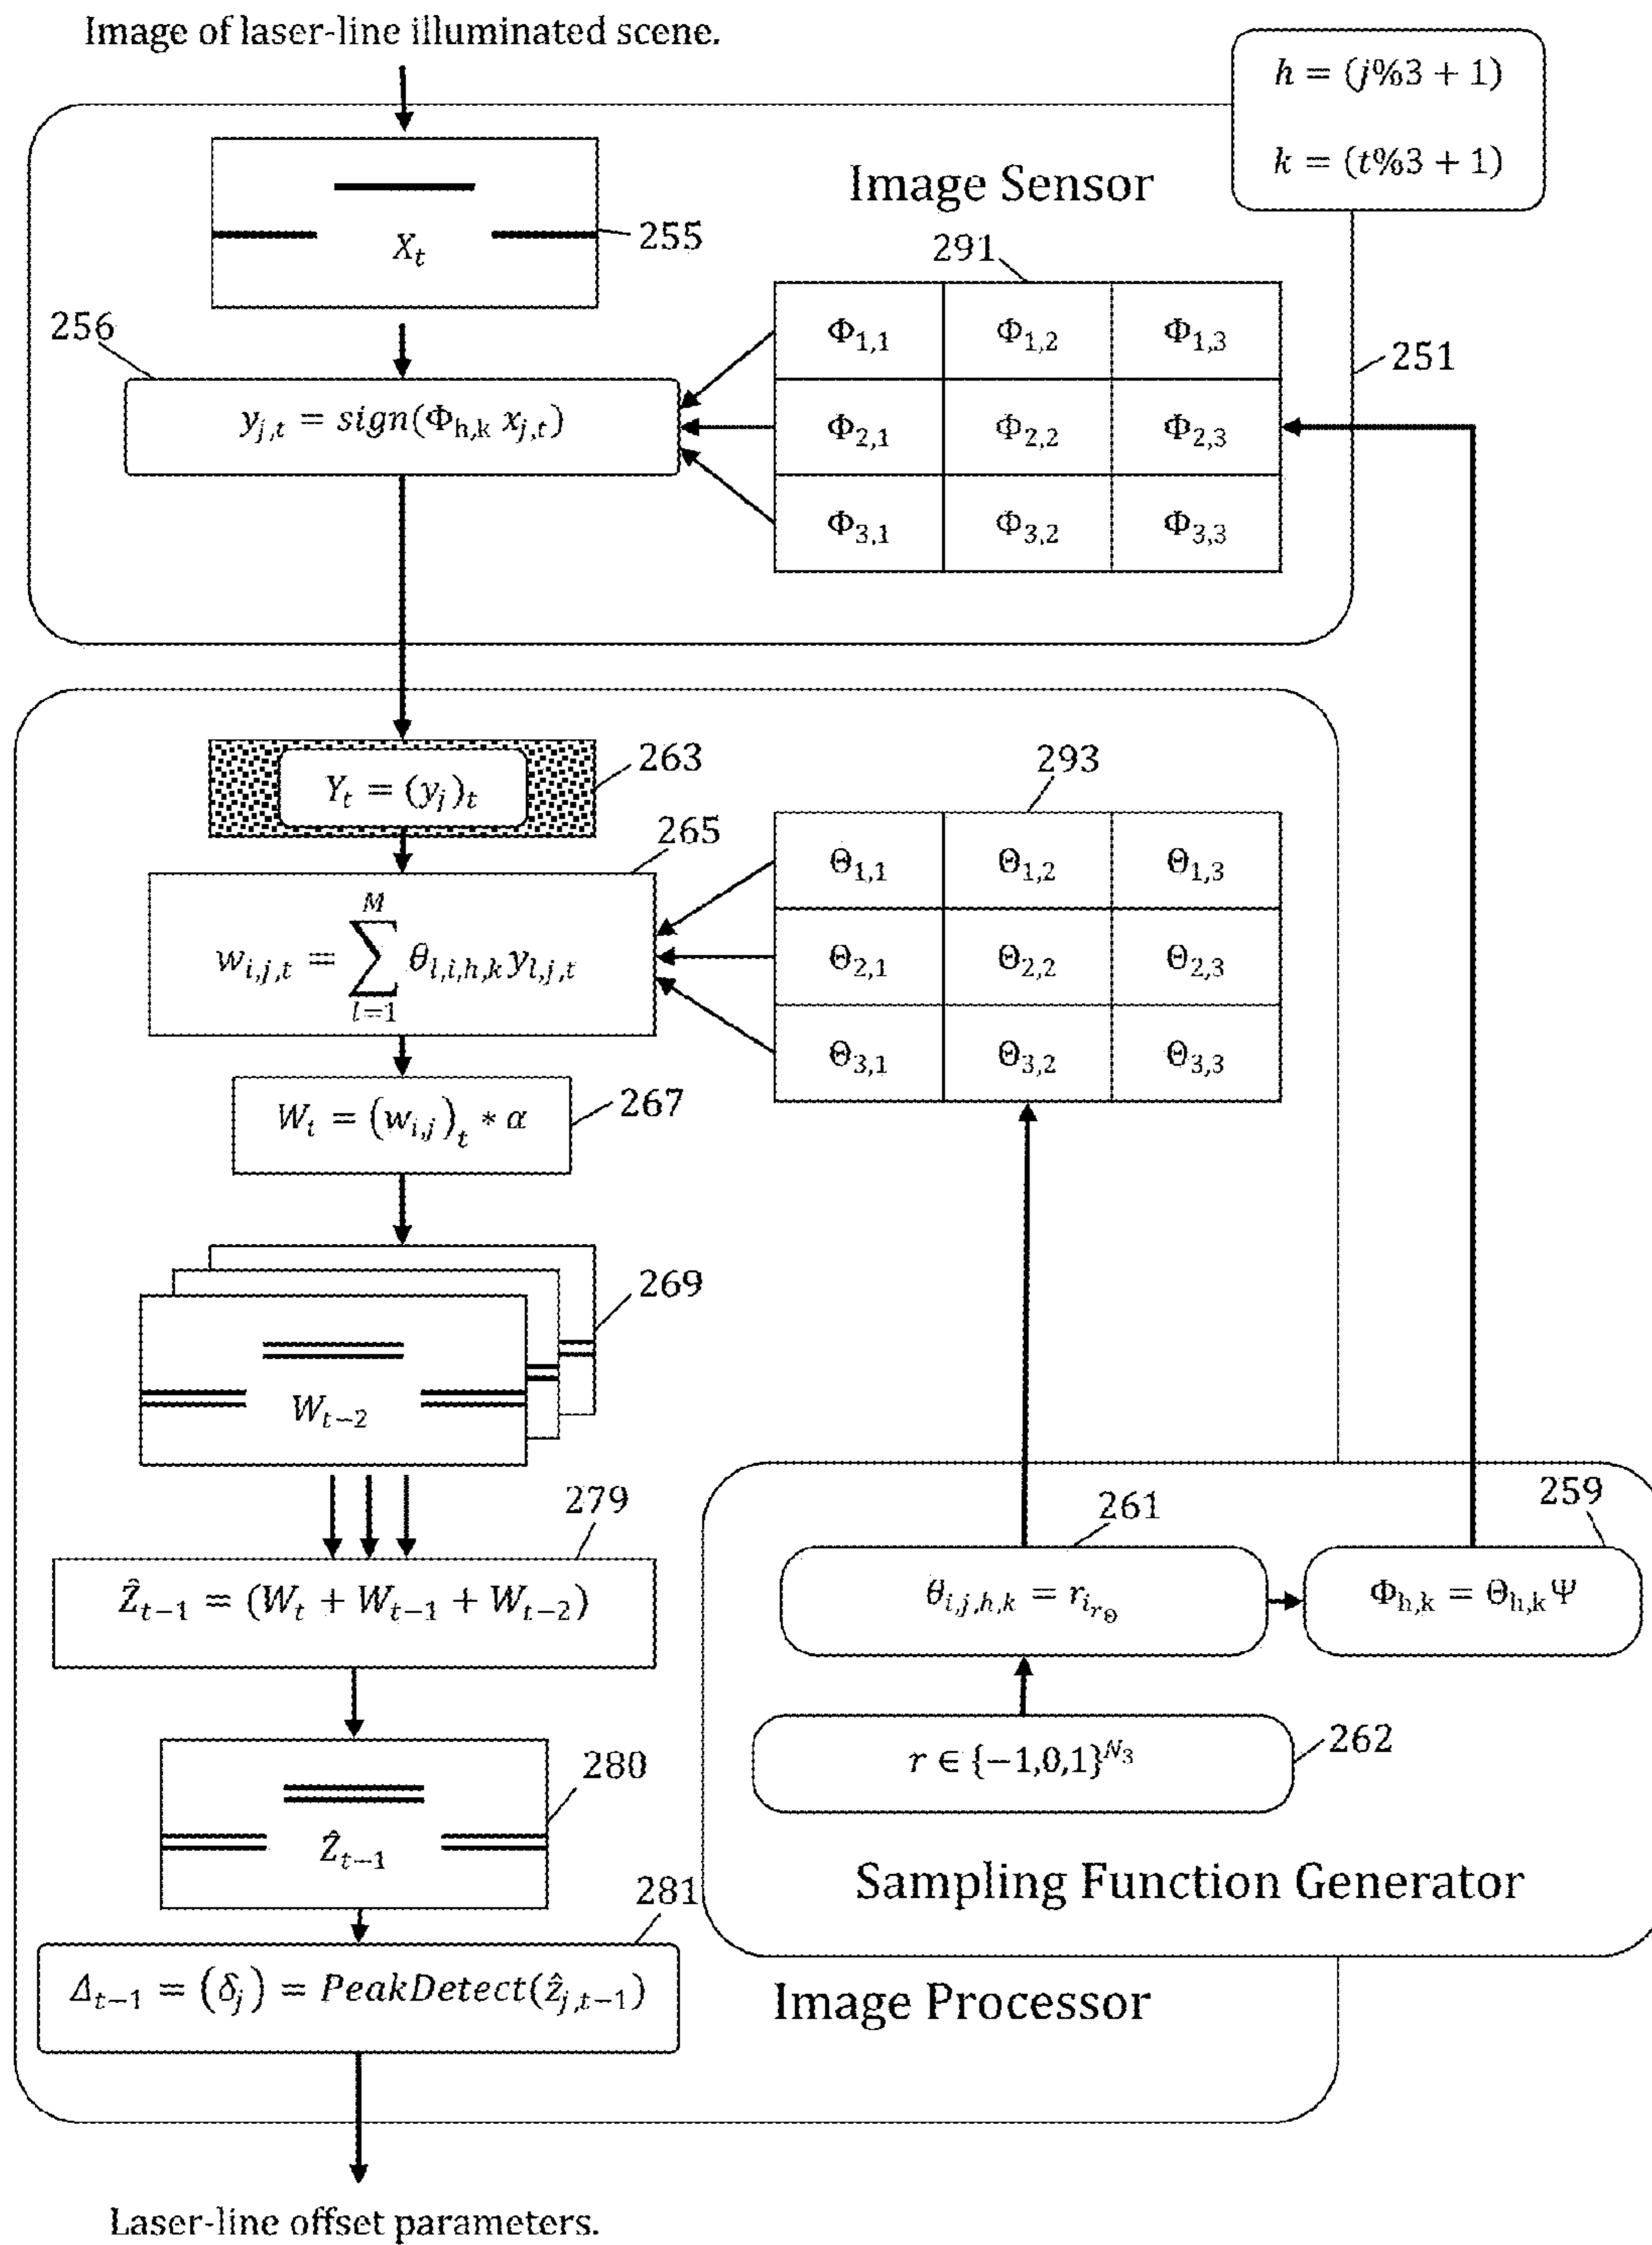 Image of laser-line illuminated scene.
h = (j%3 + 1)
k = (t%3 + 1)
Image Sensor
X_t
255
291
256
Φ_{1,1} Φ_{1,2} Φ_{1,3}
251
y_{j,t} = sign(Φ_{h,k} x_{j,t})
Φ_{2,1} Φ_{2,2} Φ_{2,3}
Φ_{3,1} Φ_{3,2} Φ_{3,3}
Y_t = (y_j)_t
263
293
265
Θ_{1,1} Θ_{1,2} Θ_{1,3}
w_{i,j,t} = \sum_{l=1}^{M} θ_{l,i,h,k} y_{l,j,t}
Θ_{2,1} Θ_{2,2} Θ_{2,3}
Θ_{3,1} Θ_{3,2} Θ_{3,3}
W_t = (w_{i,j})_t * α
267
269
W_{t−2}
279
261
259
Ẑ_{t−1} = (W_t + W_{t−1} + W_{t−2})
θ_{i,j,h,k} = r_{i_{r_Θ}}
Φ_{h,k} = Θ_{h,k}Ψ
r ∈ {−1,0,1}^{N_3}
262
280
Ẑ_{t−1}
Sampling Function Generator
281
Δ_{t−1} = (δ_j) = PeakDetect(ẑ_{j,t−1})
Image Processor
Laser-line offset parameters.